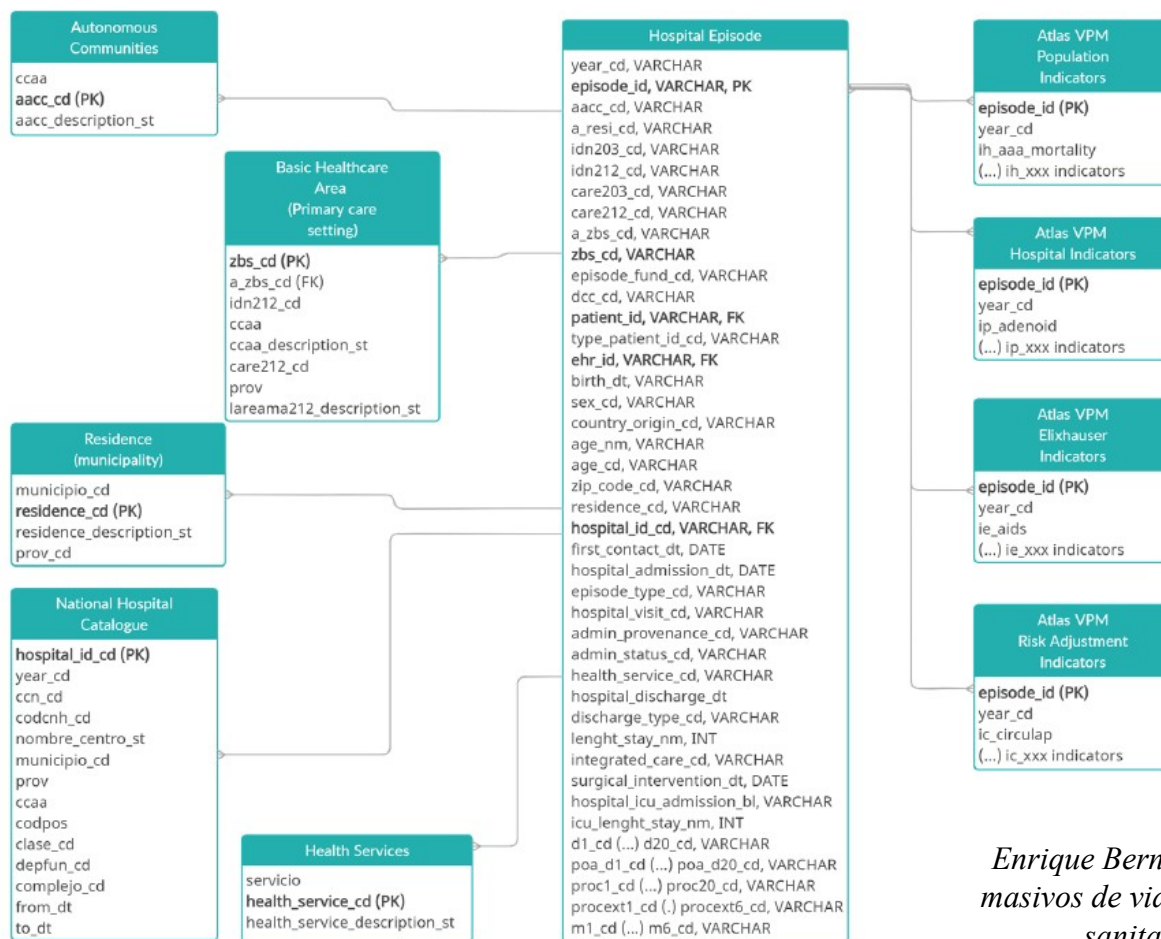 Autonomous
Communities
ccaa
aacc_cd (PK)
aacc_description_st
Basic Healthcare
Area
(Primary care
setting)
zbs_cd (PK)
a_zbs_cd (FK)
idn212_cd
ccaa
ccaa_description_st
care212_cd
prov
lareama212_description_st
Residence
(municipality)
municipio_cd
residence_cd (PK)
residence_description_st
prov_cd
National Hospital
Catalogue
hospital_id_cd (PK)
year_cd
ccn_cd
codcnh_cd
nombre_centro_st
municipio_cd
prov
ccaa
codpos
clase_cd
depfun_cd
complejo_cd
from_dt
to_dt
Health Services
servicio
health_service_cd (PK)
health_service_description_st
Hospital Episode
year_cd, VARCHAR
episode_id, VARCHAR, PK
aacc_cd, VARCHAR
a_resi_cd, VARCHAR
idn203_cd, VARCHAR
idn212_cd, VARCHAR
care203_cd, VARCHAR
care212_cd, VARCHAR
a_zbs_cd, VARCHAR
zbs_cd, VARCHAR
episode_fund_cd, VARCHAR
dcc_cd, VARCHAR
patient_id, VARCHAR, FK
type_patient_id_cd, VARCHAR
ehr_id, VARCHAR, FK
birth_dt, VARCHAR
sex_cd, VARCHAR
country_origin_cd, VARCHAR
age_nm, VARCHAR
age_cd, VARCHAR
zip_code_cd, VARCHAR
residence_cd, VARCHAR
hospital_id_cd, VARCHAR, FK
first_contact_dt, DATE
hospital_admission_dt, DATE
episode_type_cd, VARCHAR
hospital_visit_cd, VARCHAR
admin_provenance_cd, VARCHAR
admin_status_cd, VARCHAR
health_service_cd, VARCHAR
hospital_discharge_dt
discharge_type_cd, VARCHAR
lenght_stay_nm, INT
integrated_care_cd, VARCHAR
surgical_intervention_dt, DATE
hospital_icu_admission_bl, VARCHAR
icu_lenght_stay_nm, INT
d1_cd (...) d20_cd, VARCHAR
poa_d1_cd (...) poa_d20_cd, VARCHAR
proc1_cd (...) proc20_cd, VARCHAR
procext1_cd (.) procext6_cd, VARCHAR
m1_cd (...) m6_cd, VARCHAR
Atlas VPM
Population
Indicators
episode_id (PK)
year_cd
ih_aaa_mortality
(...) ih_xxx indicators
Atlas VPM
Hospital Indicators
episode_id (PK)
year_cd
ip_adenoid
(...) ip_xxx indicators
Atlas VPM
Elixhauser
Indicators
episode_id (PK)
year_cd
ie_aids
(...) ie_xxx indicators
Atlas VPM
Risk Adjustment
Indicators
episode_id (PK)
year_cd
ic_circulap
(...) ic_xxx indicators
Enrique Bern
masivos de